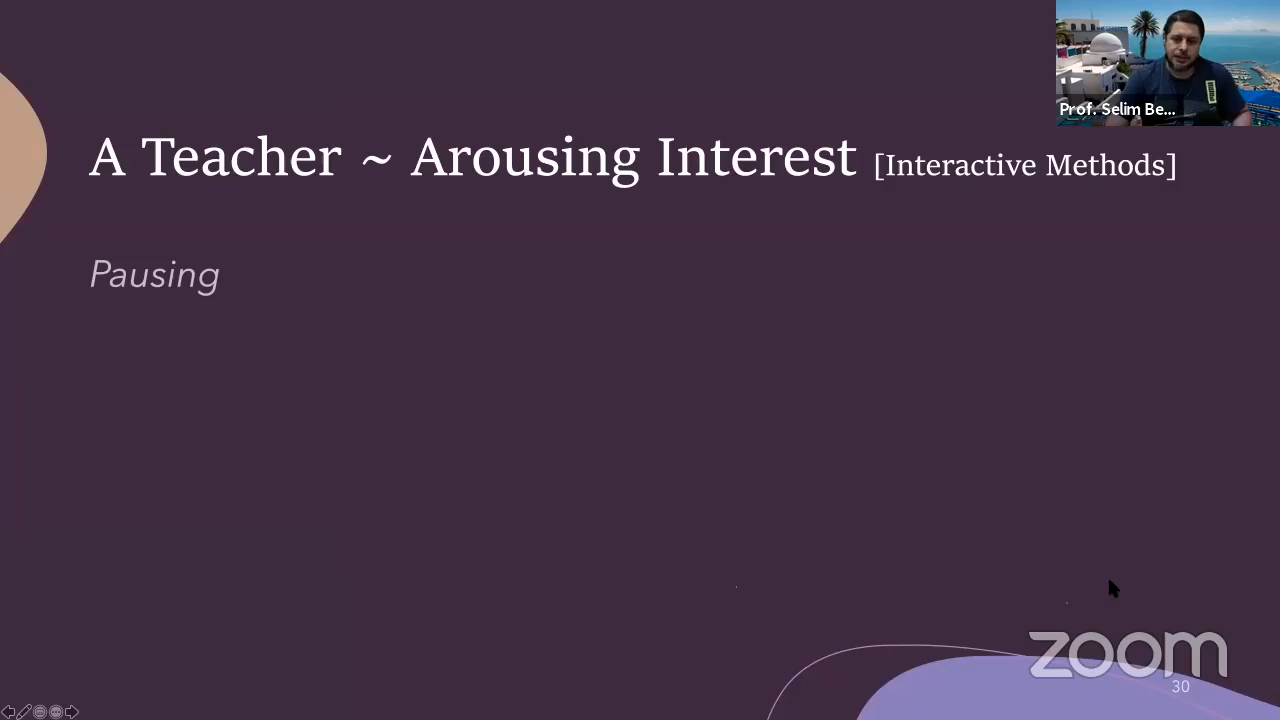 Prof. Selim Be...
A Teacher ~ Arousing Interest [Interactive Methods]
Pausing
zoom
30